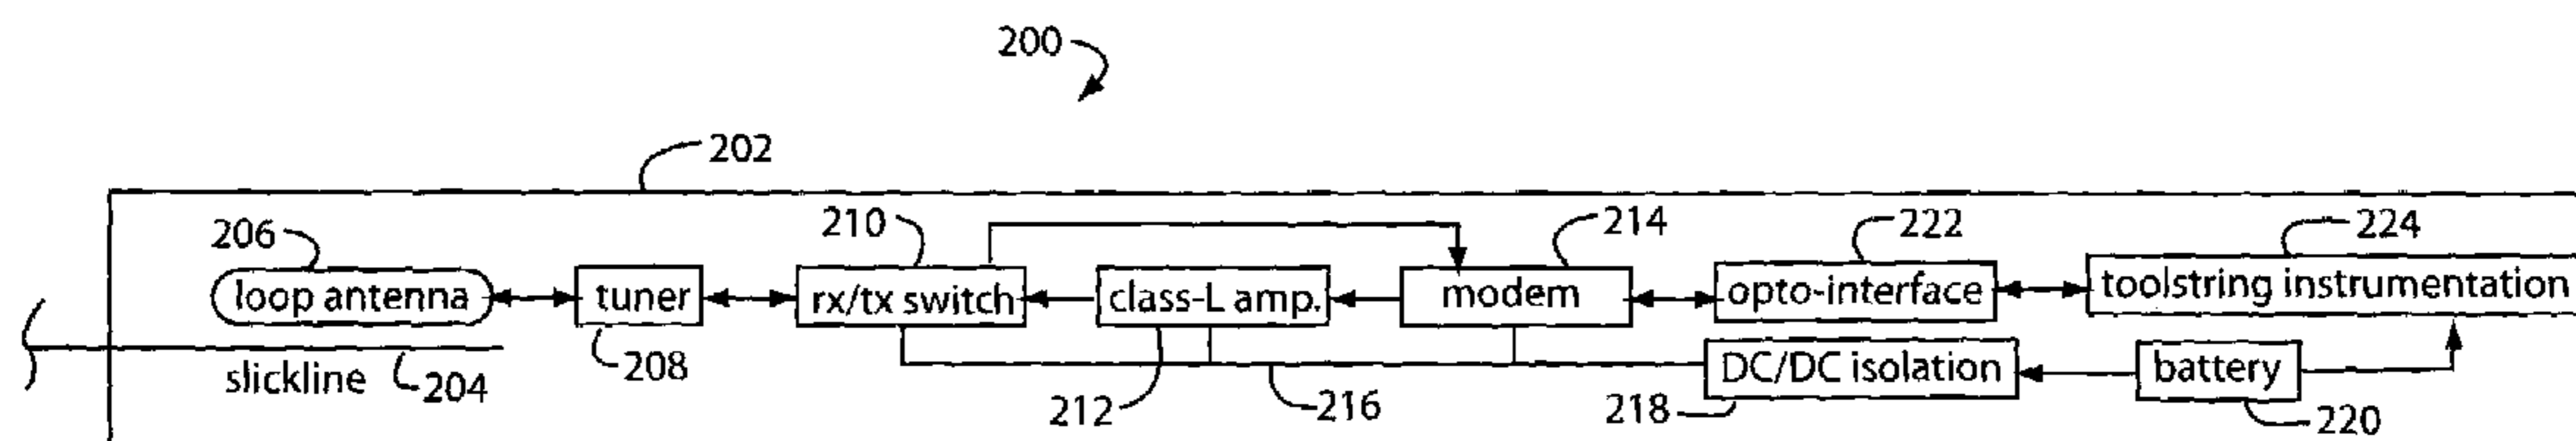 200
202
206
210
214
222
224
loop antenna
tuner
rx/tx switch
class-L amp.
modem
opto-interface
toolstring instrumentation
slickline
204
208
212
216
218
DC/DC isolation
battery
220